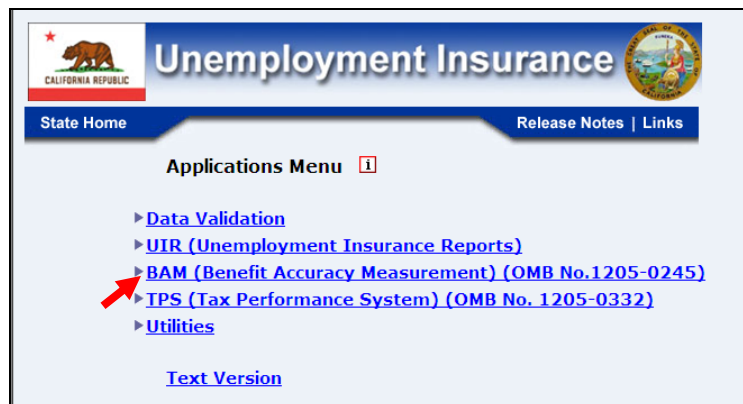 CALIFORNIA REPUBLIC
Unemployment Insurance
State Home
Release Notes | Links
Applications Menu i
Data Validation
UIR (Unemployment Insurance Reports)
BAM (Benefit Accuracy Measurement) (OMB No.1205-0245)
TPS (Tax Performance System) (OMB No. 1205-0332)
Utilities
Text Version